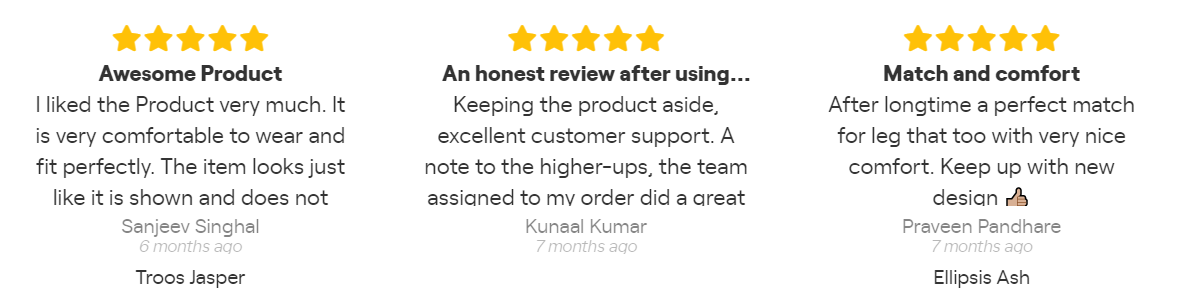 Awesome Product
I liked the Product very much. It
is very comfortable to wear and
fit perfectly. The item looks just
like it is shown and does not
Sanjeev Singhal
6 months ago
Troos Jasper
An honest review after using...
Keeping the product aside,
excellent customer support. A
note to the higher-ups, the team
assigned to my order did a great
Kunaal Kumar
7 months ago
Match and comfort
After longtime a perfect match
for leg that too with very nice
comfort. Keep up with new
design 👍🏼
Praveen Pandhare
7 months ago
Ellipsis Ash